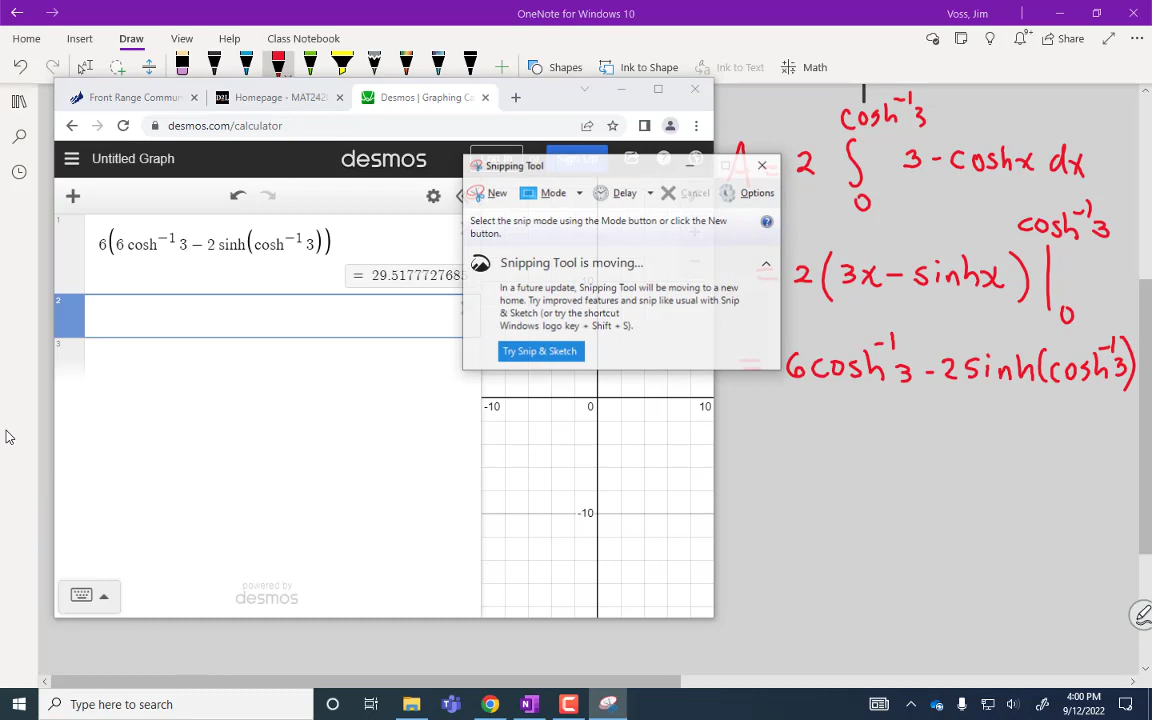 OneNote for Windows 10
Voss, Jim
Home Insert Draw View Help Class Notebook
Share
Shapes Ink to Shape Ink to Text Math
Front Range Commun
Homepage - MAT242
Desmos | Graphing Ca
desmos.com/calculator
Untitled Graph
desmos
Sign Up
1
6(6 cosh⁻¹ 3 − 2 sinh(cosh⁻¹ 3))
= 29.517772768
2
3
powered by
desmos
-10 0 10
-10
Snipping Tool
New Mode Delay Cancel Options
Select the snip mode using the Mode button or click the New
button.
Snipping Tool is moving...
In a future update, Snipping Tool will be moving to a new
home. Try improved features and snip like usual with Snip
& Sketch (or try the shortcut
Windows logo key + Shift + S).
Try Snip & Sketch
A = 2 ∫₀^(cosh⁻¹3) 3 - coshx dx
= 2(3x - sinhx) |₀^(cosh⁻¹3)
= 6cosh⁻¹3 - 2sinh(cosh⁻¹3)
Type here to search
4:00 PM
9/12/2022